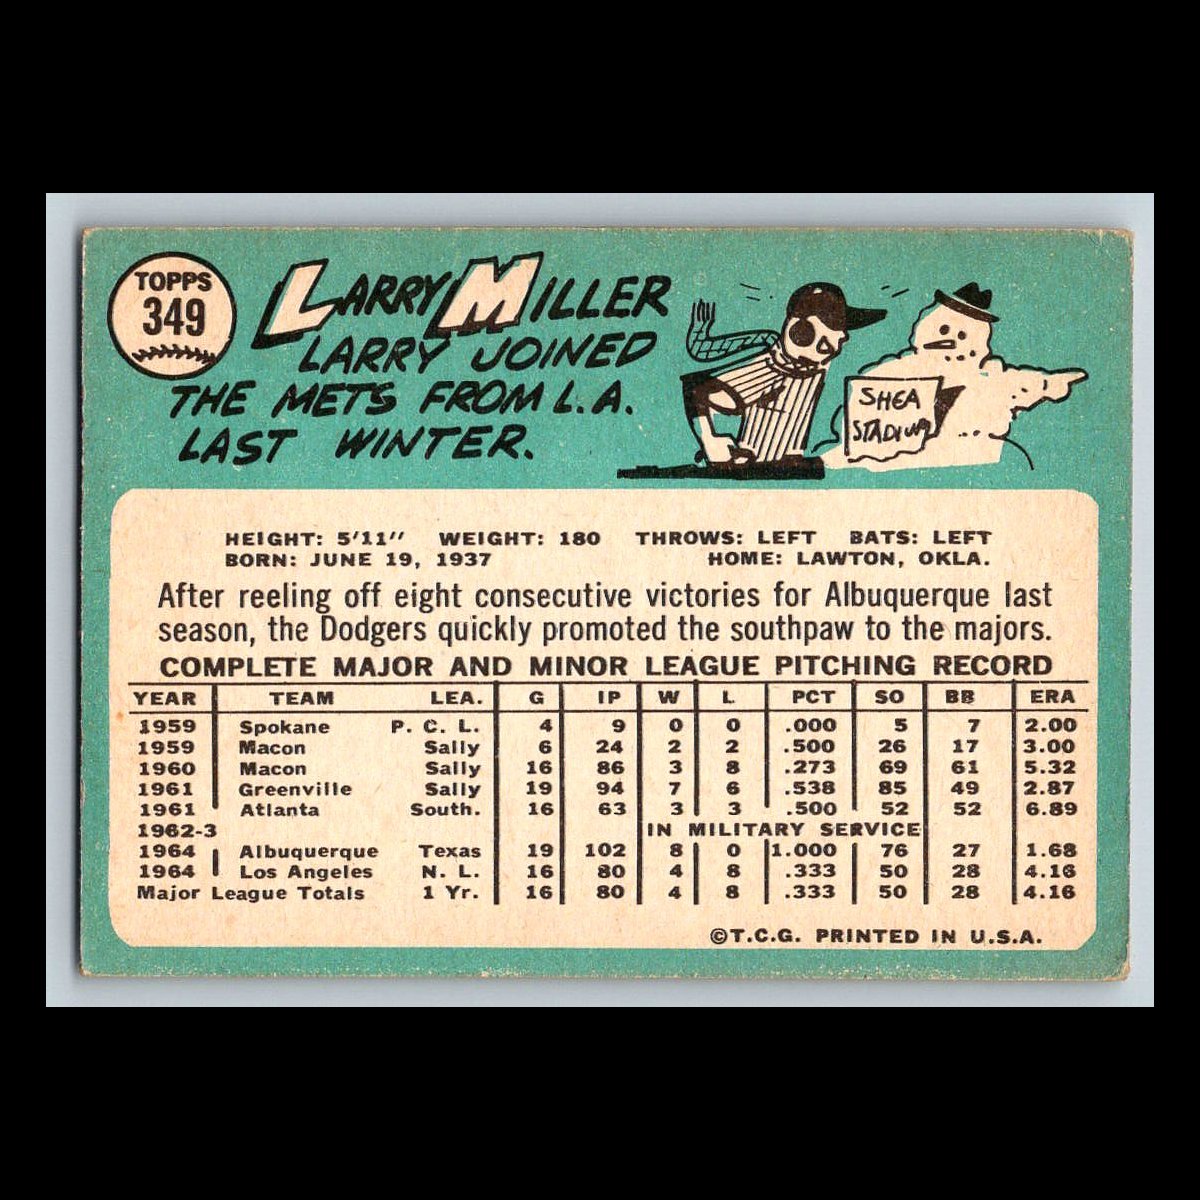 TOPPS
349
LARRY MILLER
LARRY JOINED
THE METS FROM L.A.
LAST WINTER.
SHEA
STADIUM
HEIGHT: 5'11" WEIGHT: 180 THROWS: LEFT BATS: LEFT
BORN: JUNE 19, 1937 HOME: LAWTON, OKLA.
After reeling off eight consecutive victories for Albuquerque last
season, the Dodgers quickly promoted the southpaw to the majors.
COMPLETE MAJOR AND MINOR LEAGUE PITCHING RECORD
YEAR TEAM LEA. G IP W L PCT SO BB ERA
1959 Spokane P. C. L. 4 9 0 0 .000 5 7 2.00
1959 Macon Sally 6 24 2 2 .500 26 17 3.00
1960 Macon Sally 16 86 3 8 .273 69 61 5.32
1961 Greenville Sally 19 94 7 6 .538 85 49 2.87
1961 Atlanta South. 16 63 3 3 .500 52 52 6.89
1962-3 IN MILITARY SERVICE
1964 Albuquerque Texas 19 102 8 0 1.000 76 27 1.68
1964 Los Angeles N. L. 16 80 4 8 .333 50 28 4.16
Major League Totals 1 Yr. 16 80 4 8 .333 50 28 4.16
©T.C.G. PRINTED IN U.S.A.